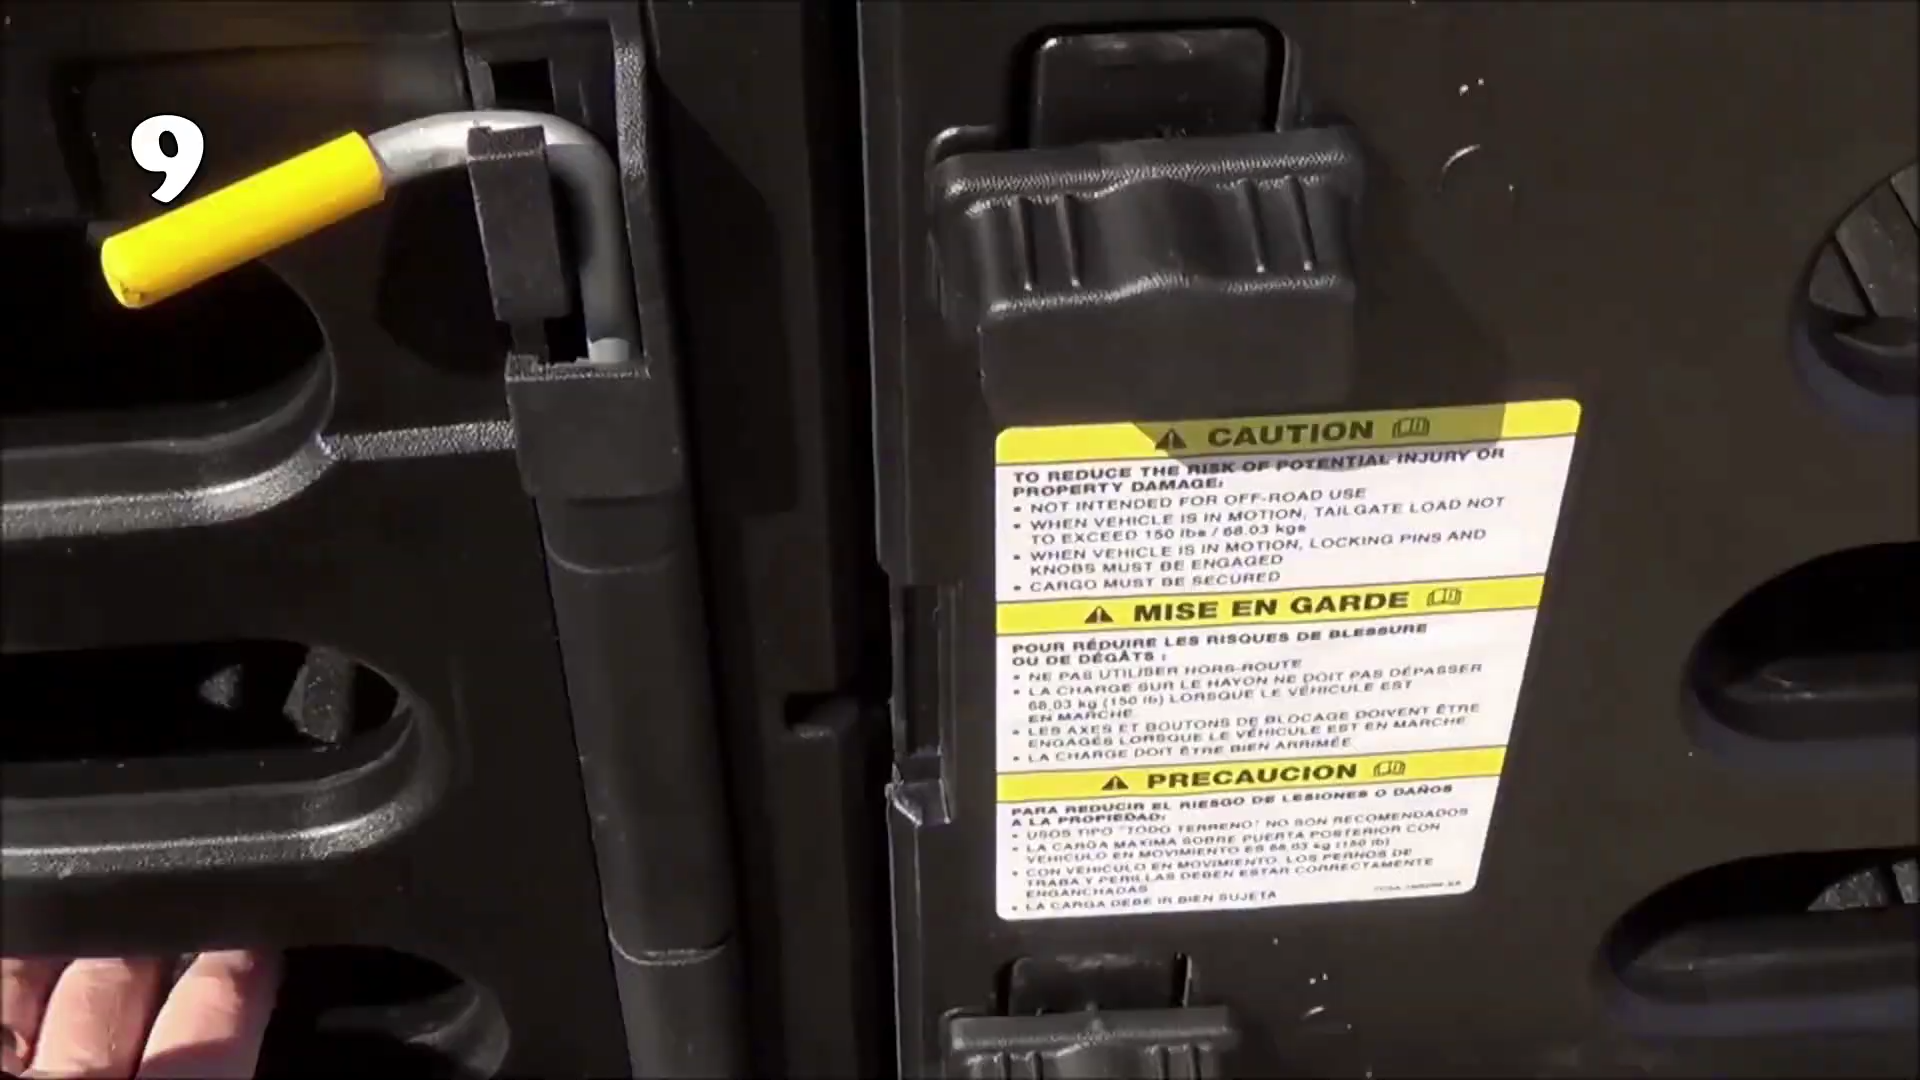 9
CAUTION
TO REDUCE THE RISK OF POTENTIAL INJURY OR
PROPERTY DAMAGE:
• NOT INTENDED FOR OFF-ROAD USE
• WHEN VEHICLE IS IN MOTION, TAILGATE LOAD NOT
TO EXCEED 150 lbs / 68.03 kgs
• WHEN VEHICLE IS IN MOTION, LOCKING PINS AND
KNOBS MUST BE ENGAGED
• CARGO MUST BE SECURED
MISE EN GARDE
POUR RÉDUIRE LES RISQUES DE BLESSURE
OU DE DÉGÂTS :
• NE PAS UTILISER HORS-ROUTE
• LA CHARGE SUR LE HAYON NE DOIT PAS DÉPASSER
68,03 kg (150 lb) LORSQUE LE VÉHICULE EST
EN MARCHE
• LES AXES ET BOUTONS DE BLOCAGE DOIVENT ÊTRE
ENGAGÉS LORSQUE LE VÉHICULE EST EN MARCHE
• LA CHARGE DOIT ÊTRE BIEN ARRIMÉE
PRECAUCION
PARA REDUCIR EL RIESGO DE LESIONES O DAÑOS
A LA PROPIEDAD:
• USOS TIPO "TODO TERRENO" NO SON RECOMENDADOS
• LA CARGA MAXIMA SOBRE PUERTA POSTERIOR CON
VEHICULO EN MOVIMIENTO ES 68.03 kg (150 lb)
• CON VEHICULO EN MOVIMIENTO, LOS PERNOS DE
TRABA Y PERILLAS DEBEN ESTAR CORRECTAMENTE
ENGANCHADAS
• LA CARGA DEBE IR BIEN SUJETA